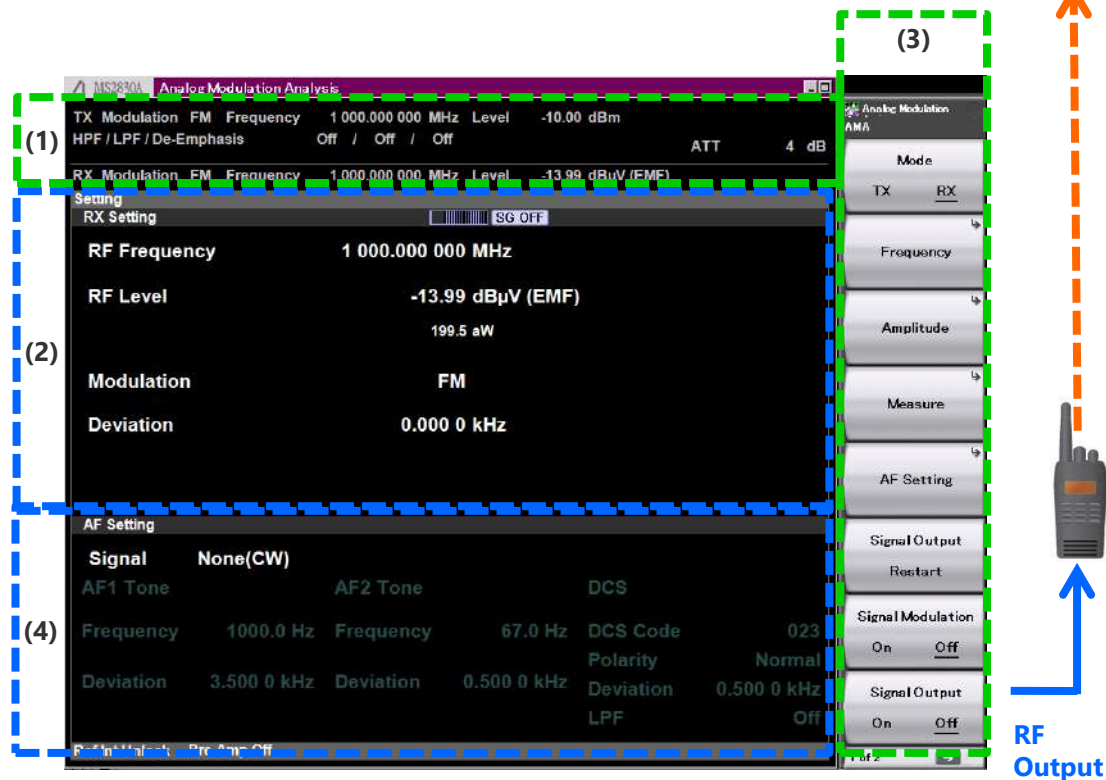 (3)
MS2830A Analog Modulation Analysis
(1)
TX Modulation FM Frequency 1 000.000 000 MHz Level -10.00 dBm
HPF / LPF / De-Emphasis Off / Off / Off
ATT 4 dB
RX Modulation FM Frequency 1 000.000 000 MHz Level -13.99 dBµV (EMF)
Setting
RX Setting SG OFF
RF Frequency 1 000.000 000 MHz
RF Level -13.99 dBµV (EMF)
199.5 aW
(2)
Modulation FM
Deviation 0.000 0 kHz
AF Setting
Signal None(CW)
AF1 Tone AF2 Tone DCS
(4)
Frequency 1000.0 Hz Frequency 67.0 Hz DCS Code 023
Polarity Normal
Deviation 3.500 0 kHz Deviation 0.500 0 kHz Deviation 0.500 0 kHz
LPF Off
Ref.Int Unlock Pre-Amp Off
Analog Modulation
AMA
Mode
TX RX
Frequency
Amplitude
Measure
AF Setting
Signal Output
Restart
Signal Modulation
On Off
Signal Output
On Off
1 of 2
RF
Output